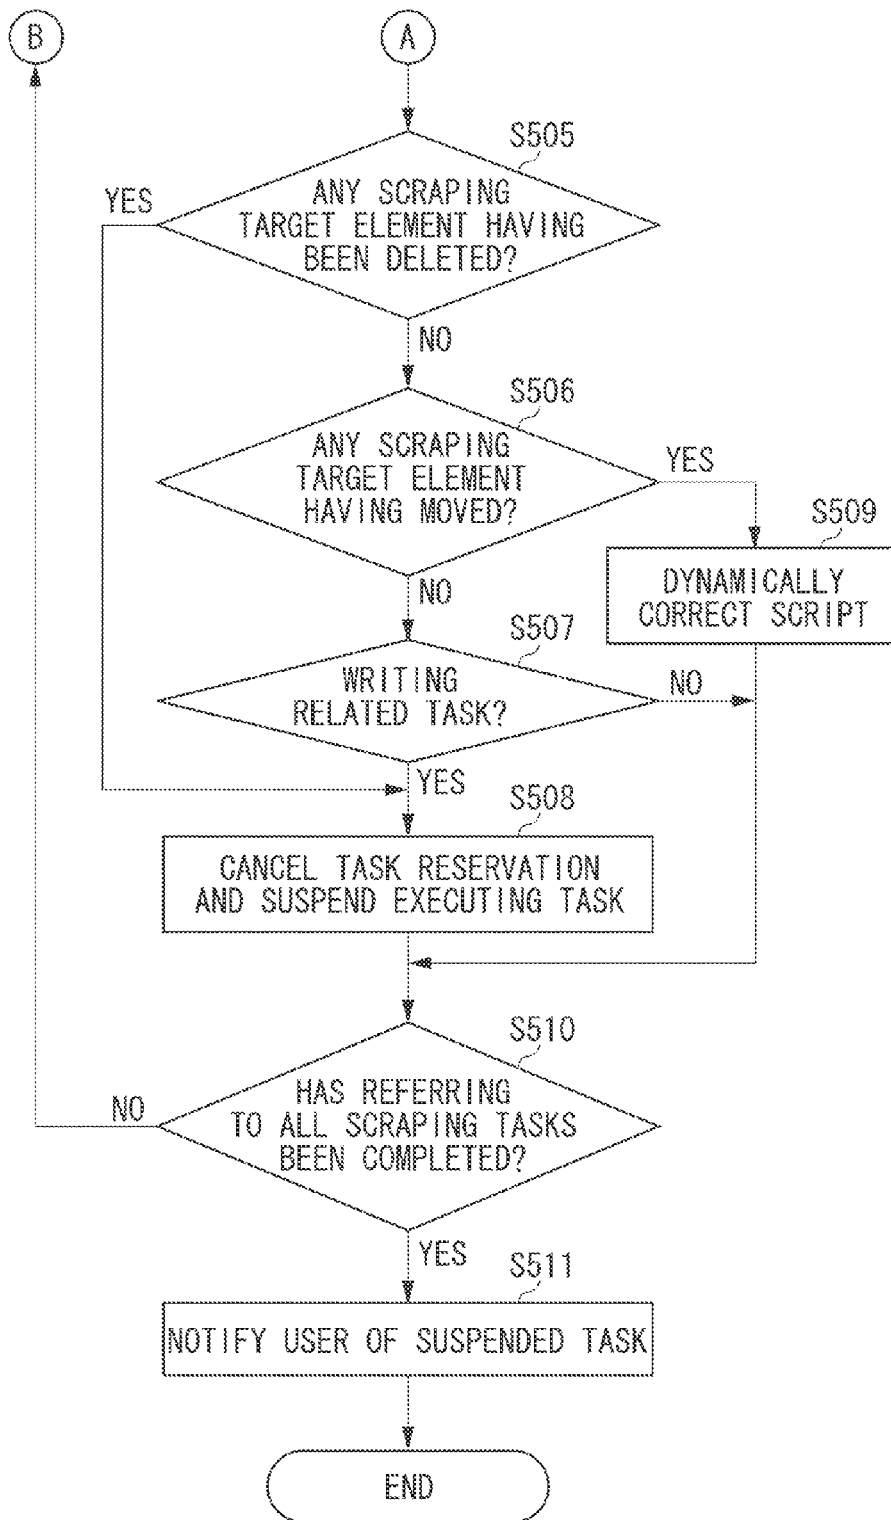 B
A
S505
ANY SCRAPING
TARGET ELEMENT HAVING
BEEN DELETED?
YES
NO
S506
ANY SCRAPING
TARGET ELEMENT
HAVING MOVED?
YES
NO
S509
DYNAMICALLY
CORRECT SCRIPT
S507
WRITING
RELATED TASK?
NO
YES
S508
CANCEL TASK RESERVATION
AND SUSPEND EXECUTING TASK
S510
HAS REFERRING
TO ALL SCRAPING TASKS
BEEN COMPLETED?
NO
YES
S511
NOTIFY USER OF SUSPENDED TASK
END